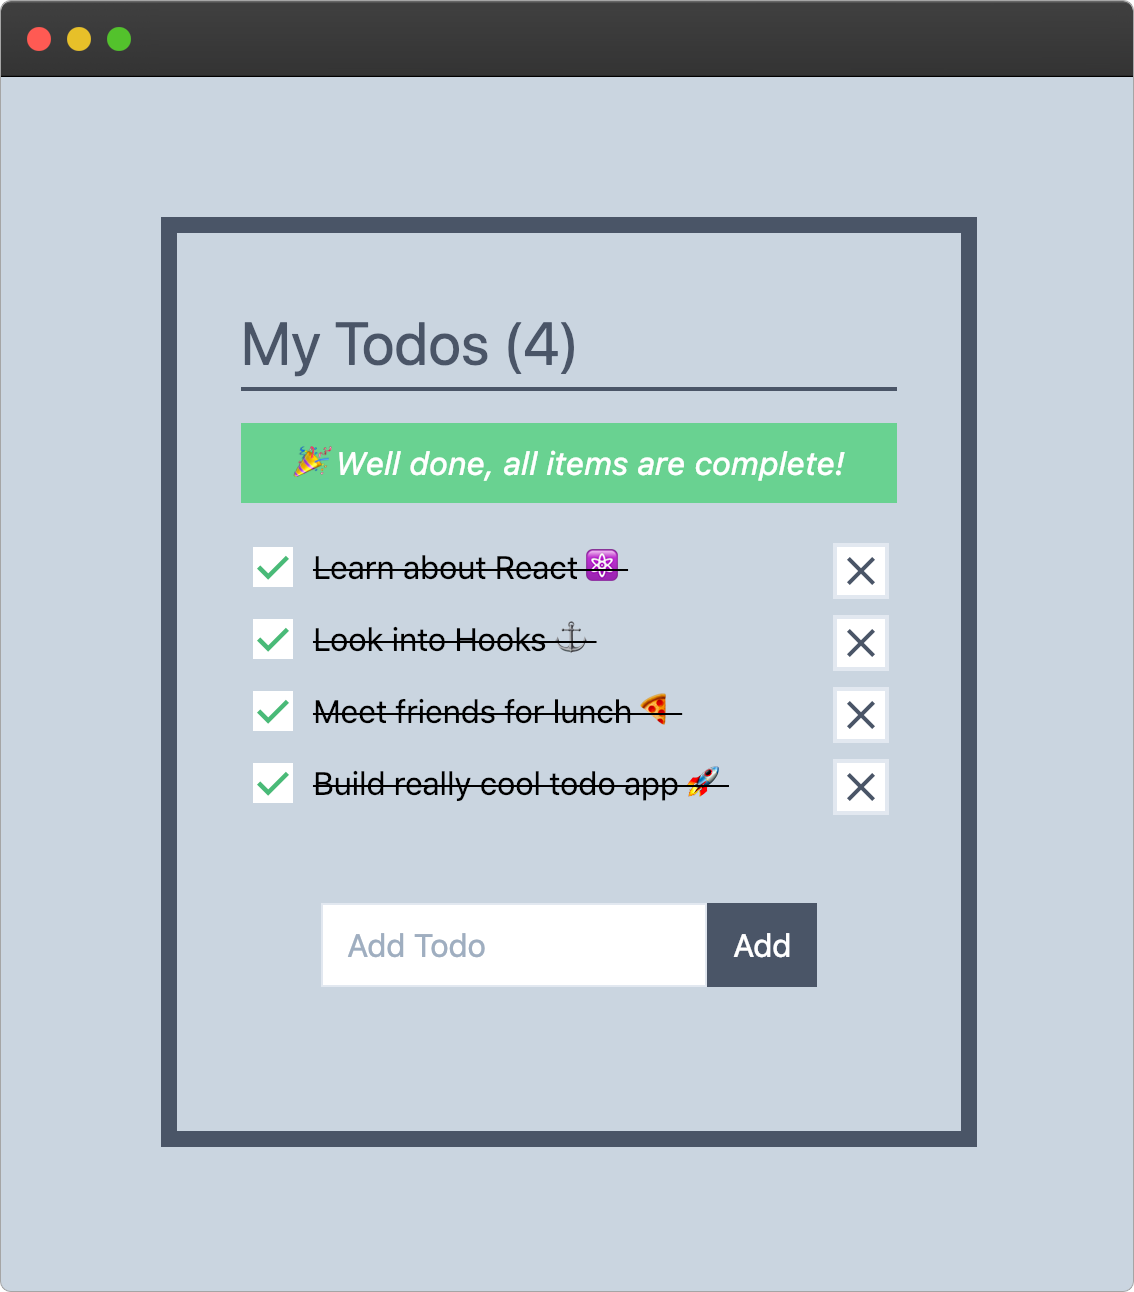 My Todos (4)
🎉 Well done, all items are complete!
Learn about React ⚛️
Look into Hooks ⚓
Meet friends for lunch 🍕
Build really cool todo app 🚀
Add Todo
Add